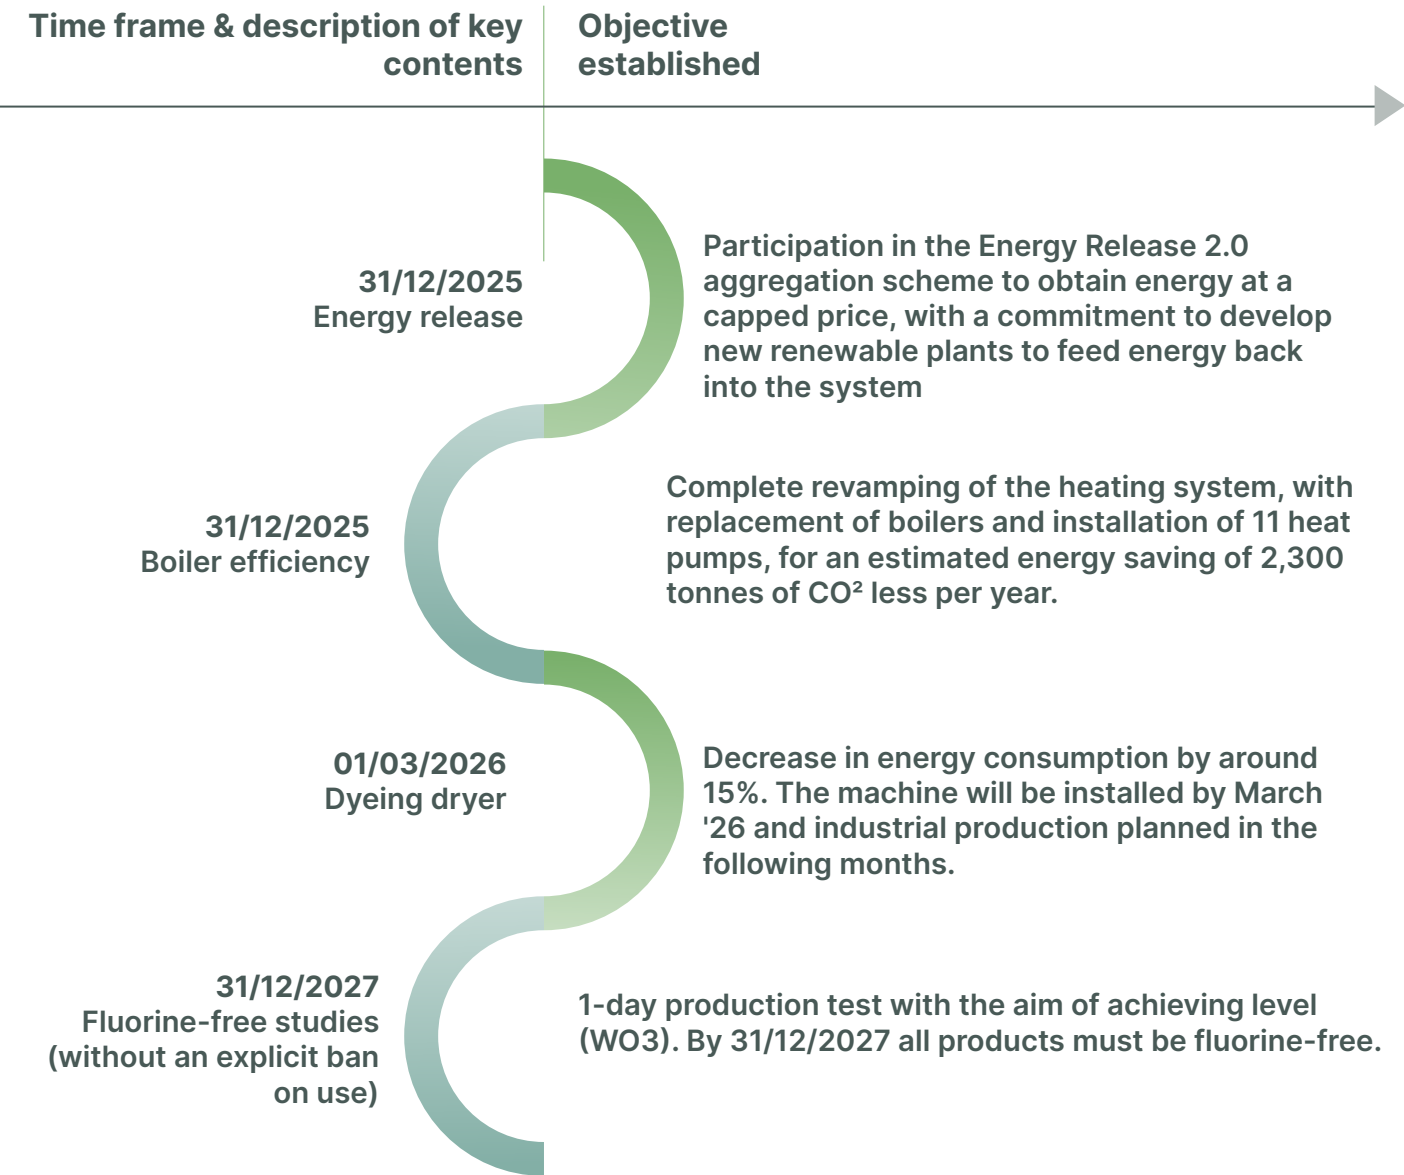 Time frame & description of key
contents
Objective
established
31/12/2025
Energy release
Participation in the Energy Release 2.0
aggregation scheme to obtain energy at a
capped price, with a commitment to develop
new renewable plants to feed energy back
into the system
31/12/2025
Boiler efficiency
Complete revamping of the heating system, with
replacement of boilers and installation of 11 heat
pumps, for an estimated energy saving of 2,300
tonnes of CO² less per year.
01/03/2026
Dyeing dryer
Decrease in energy consumption by around
15%. The machine will be installed by March
'26 and industrial production planned in the
following months.
31/12/2027
Fluorine-free studies
(without an explicit ban
on use)
1-day production test with the aim of achieving level
(WO3). By 31/12/2027 all products must be fluorine-free.